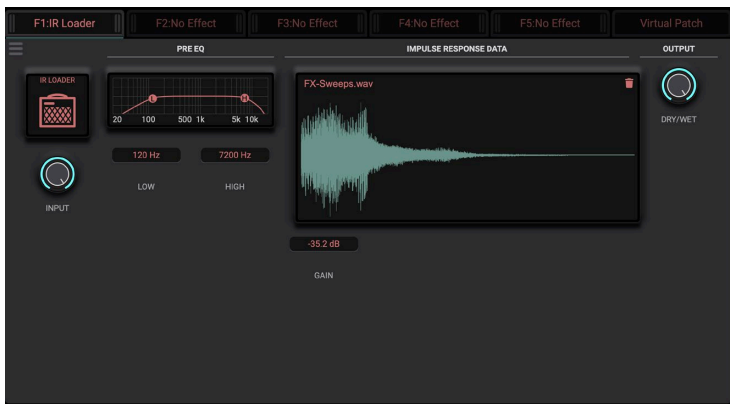 F1:IR Loader
F2:No Effect
F3:No Effect
F4:No Effect
F5:No Effect
Virtual Patch
PRE EQ
IMPULSE RESPONSE DATA
OUTPUT
IR LOADER
L
H
20 100 500 1k 5k 10k
FX-Sweeps.wav
DRY/WET
120 Hz
7200 Hz
LOW
HIGH
INPUT
-35.2 dB
GAIN